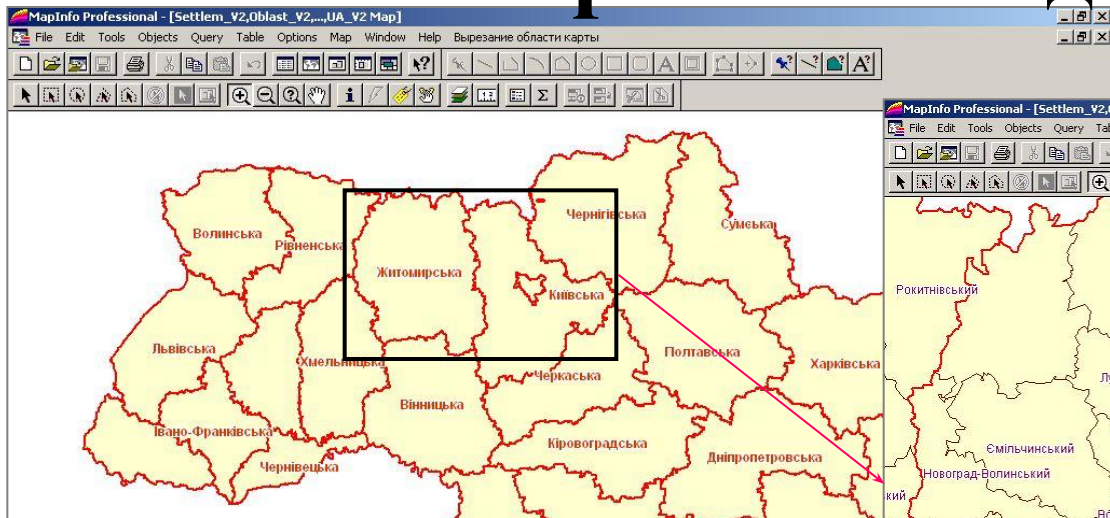 MapInfo Professional - [Settlem_V2,Oblast_V2,...,UA_V2 Map]
File Edit Tools Objects Query Table Options Map Window Help Вырезание области карты
MapInfo Professional - [Settlem_V2,
File Edit Tools Objects Query
Чернігівська
Сумська
Волинська
Рівненська
Житомирська
Київська
Рокитнівський
Львівська
Хмельницька
Полтавська
Харківська
Черкаська
Вінницька
Івано-Франківська
Кіровоградська
Ємільчинський
Чернівецька
Дніпропетровська
Новоград-Волинський
кий